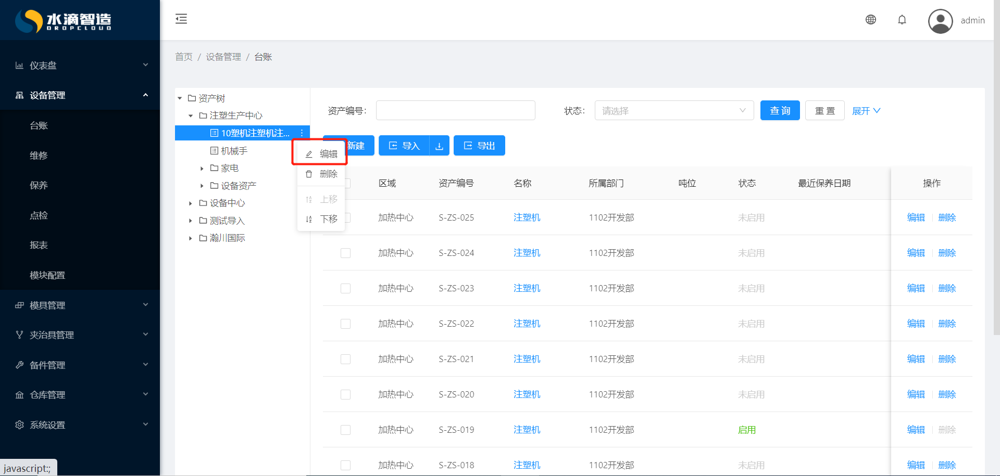 水滴智造
DROPCLOUD
admin
仪表盘
设备管理
台账
维修
保养
点检
报表
模块配置
模具管理
夹治具管理
备件管理
仓库管理
系统设置
javascript:;
首页 / 设备管理 / 台账
资产树
注塑生产中心
10塑机注塑机注...
机械手
家电
设备资产
设备中心
测试导入
瀚川国际
编辑
删除
上移
下移
资产编号: 状态: 请选择 查 询 重 置 展开
新建 导入 导出
区域 资产编号 名称 所属部门 吨位 状态 最近保养日期 操作
加热中心 S-ZS-025 注塑机 1102开发部 未启用 编辑 删除
加热中心 S-ZS-024 注塑机 1102开发部 未启用 编辑 删除
加热中心 S-ZS-023 注塑机 1102开发部 未启用 编辑 删除
加热中心 S-ZS-022 注塑机 1102开发部 未启用 编辑 删除
加热中心 S-ZS-021 注塑机 1102开发部 未启用 编辑 删除
加热中心 S-ZS-020 注塑机 1102开发部 未启用 编辑 删除
加热中心 S-ZS-019 注塑机 1102开发部 启用 编辑 删除
加热中心 S-ZS-018 注塑机 1102开发部 未启用 编辑 删除